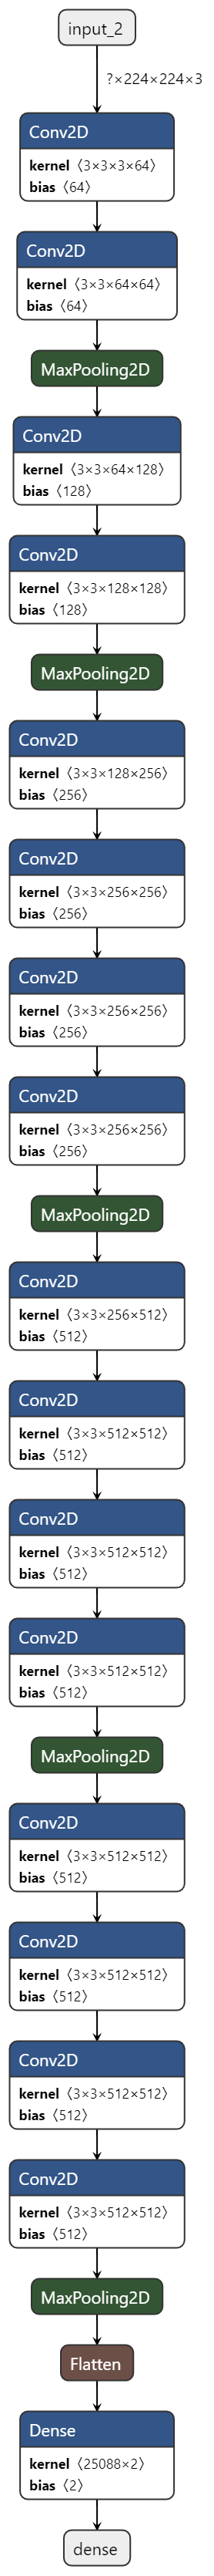 input_2
?×224×224×3
Conv2D
kernel〈3×3×3×64〉
bias〈64〉
Conv2D
kernel〈3×3×64×64〉
bias〈64〉
MaxPooling2D
Conv2D
kernel〈3×3×64×128〉
bias〈128〉
Conv2D
kernel〈3×3×128×128〉
bias〈128〉
MaxPooling2D
Conv2D
kernel〈3×3×128×256〉
bias〈256〉
Conv2D
kernel〈3×3×256×256〉
bias〈256〉
Conv2D
kernel〈3×3×256×256〉
bias〈256〉
Conv2D
kernel〈3×3×256×256〉
bias〈256〉
MaxPooling2D
Conv2D
kernel〈3×3×256×512〉
bias〈512〉
Conv2D
kernel〈3×3×512×512〉
bias〈512〉
Conv2D
kernel〈3×3×512×512〉
bias〈512〉
Conv2D
kernel〈3×3×512×512〉
bias〈512〉
MaxPooling2D
Conv2D
kernel〈3×3×512×512〉
bias〈512〉
Conv2D
kernel〈3×3×512×512〉
bias〈512〉
Conv2D
kernel〈3×3×512×512〉
bias〈512〉
Conv2D
kernel〈3×3×512×512〉
bias〈512〉
MaxPooling2D
Flatten
Dense
kernel〈25088×2〉
bias〈2〉
dense